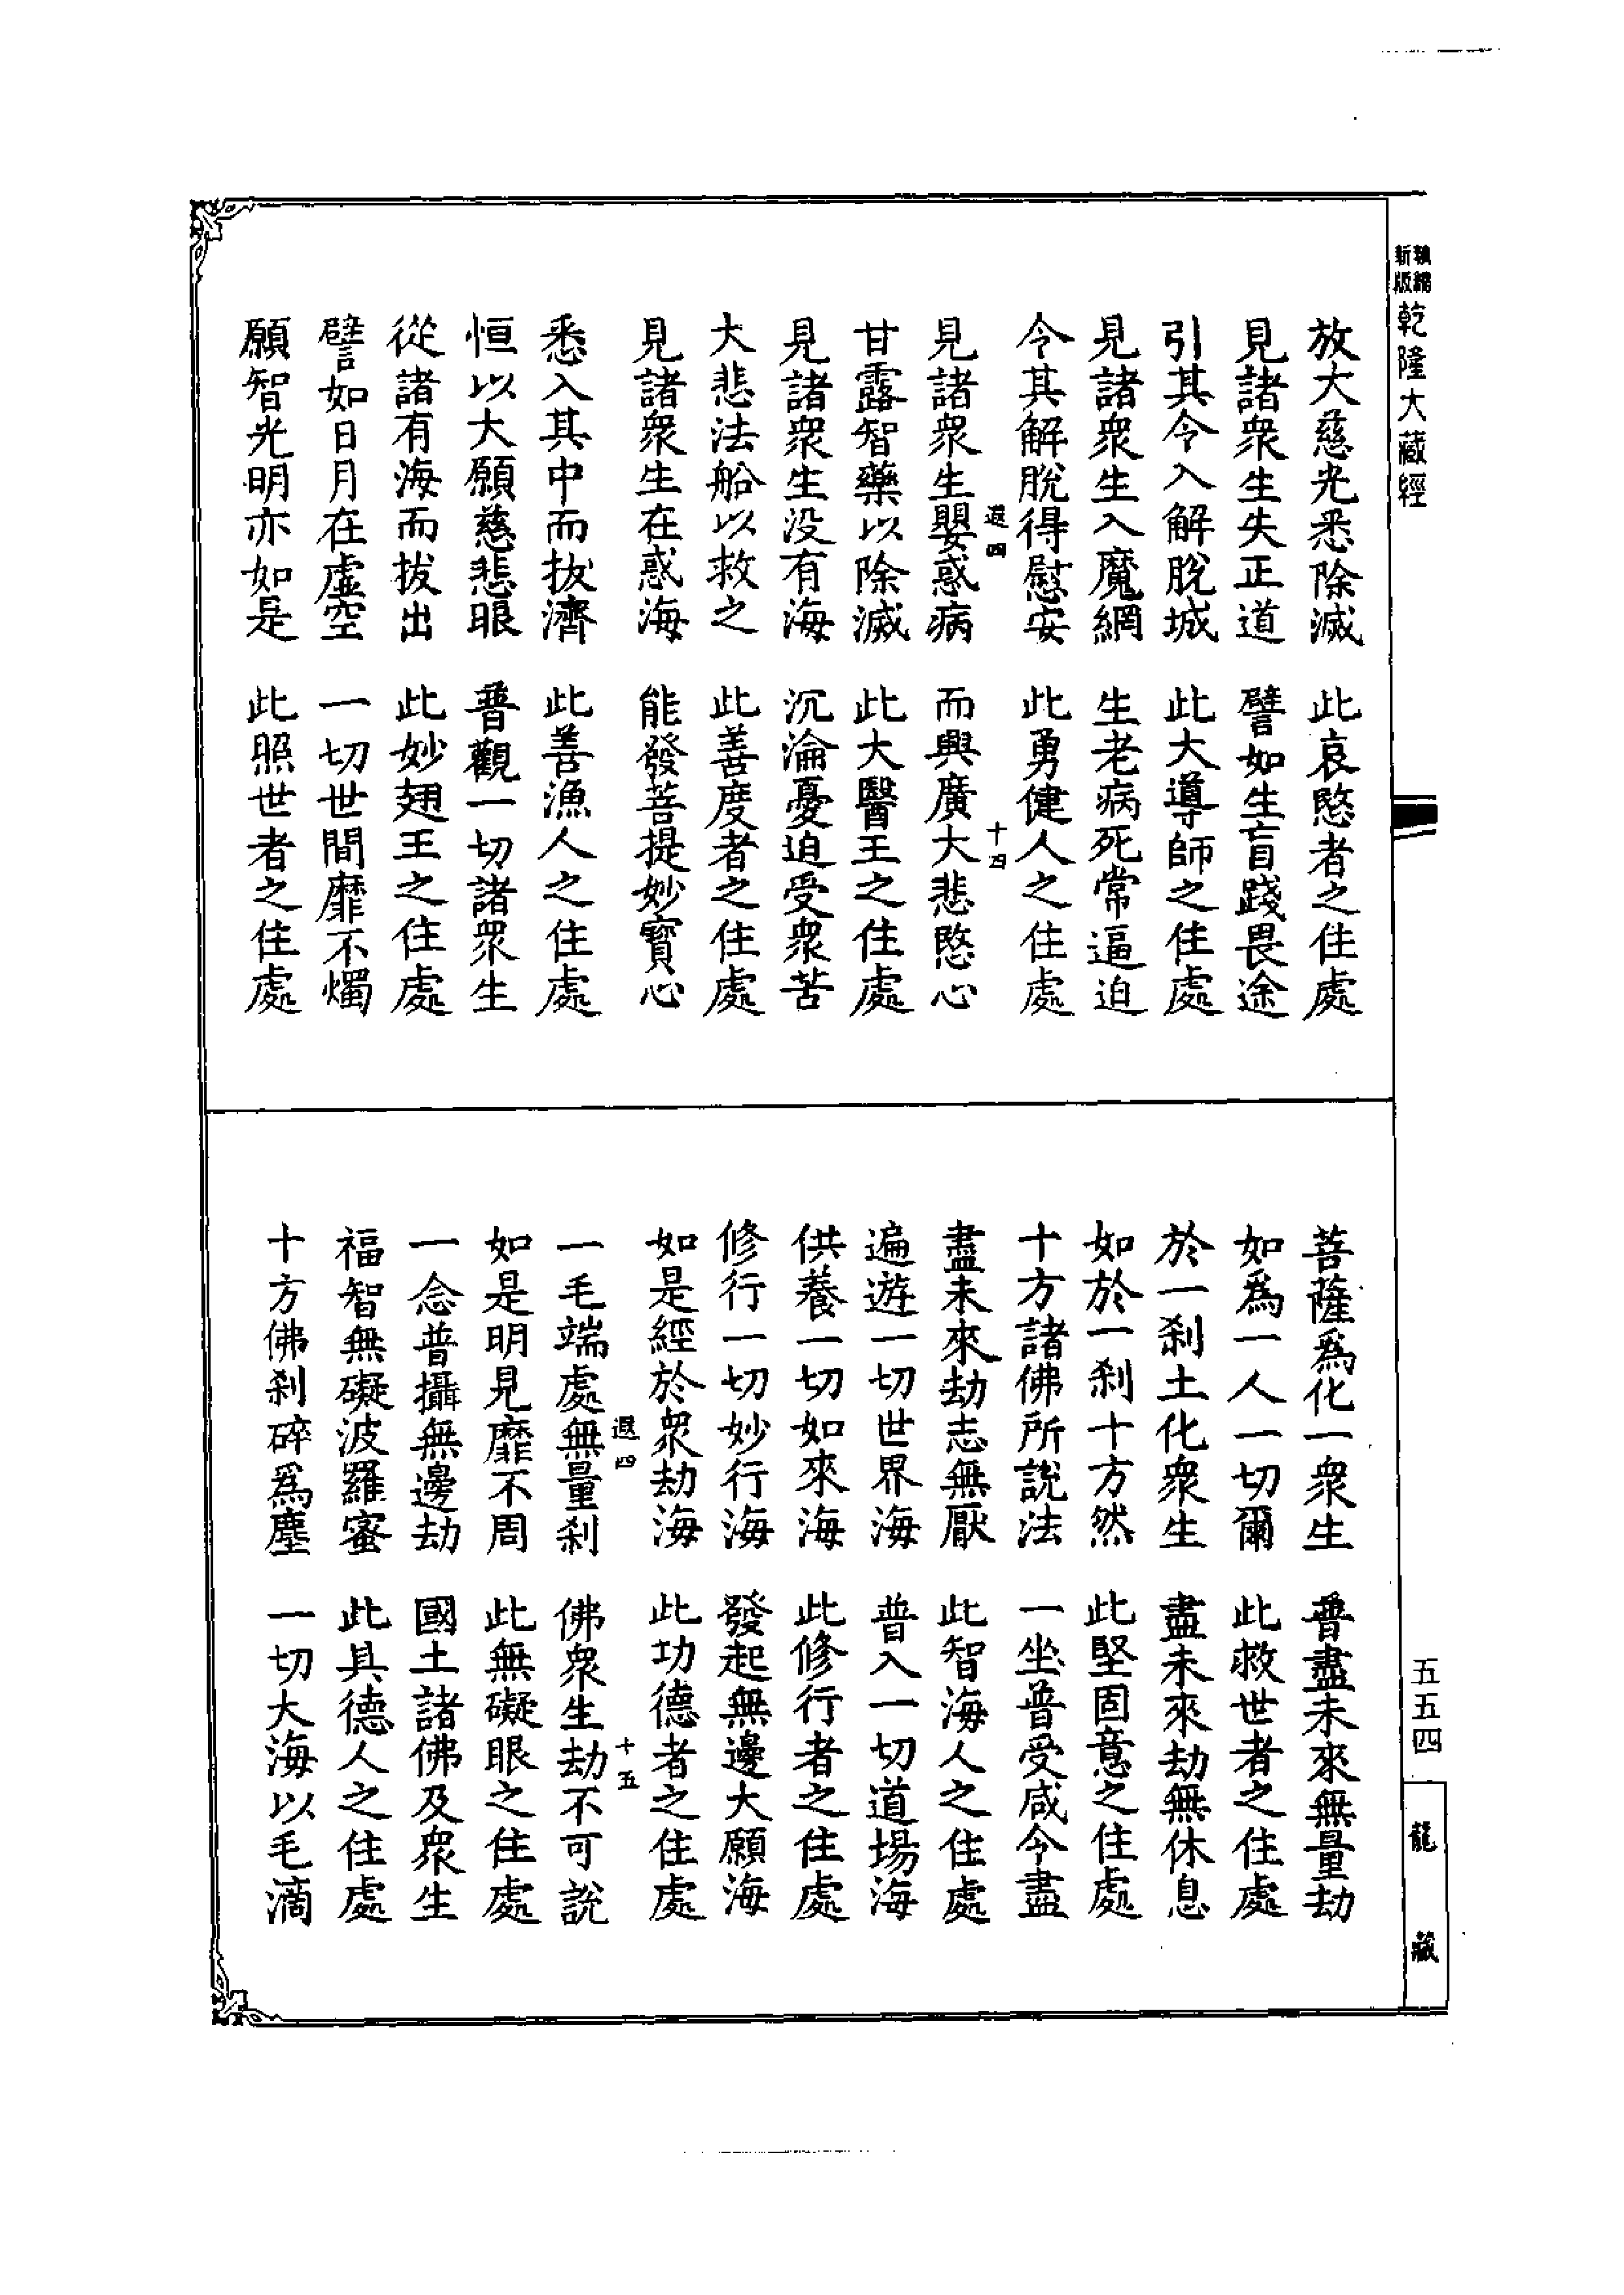 新版 乾隆大藏經
放大慈光悉除滅 此哀愍者之住處
見諸衆生失正道 譬如生盲踐畏途
引其令入解脫城 此大導師之住處
見諸衆生入魔網 生老病死常逼迫
令其解脫得慰安 此勇健人之住處
遐四 十四
見諸衆生嬰惑病 而興廣大悲愍心
甘露智藥以除滅 此大醫王之住處
見諸衆生没有海 沉淪憂迫受衆苦
大悲法船以救之 此善度者之住處
見諸衆生在惑海 能發菩提妙寳心
悉入其中而拔濟 此善漁人之住處
恒以大願慈悲眼 普觀一切諸衆生
從諸有海而拔出 此妙翅王之住處
譬如日月在虛空 一切世間靡不燭
願智光明亦如是 此照世者之住處
菩薩爲化一衆生 普盡未來無量劫
如爲一人一切爾 此救世者之住處
於一刹土化衆生 盡未來劫無休息
如於一刹十方然 此堅固意之住處
十方諸佛所說法 一坐普受咸令盡
盡未來劫志無厭 此智海人之住處
遍遊一切世界海 普入一切道場海
供養一切如來海 此修行者之住處
修行一切妙行海 發起無邊大願海
如是經於衆劫海 此功德者之住處
遐四 十五
一毛端處無量刹 佛衆生劫不可說
如是明見靡不周 此無礙眼之住處
一念普攝無邊劫 國土諸佛及衆生
福智無礙波羅蜜 此具德人之住處
十方佛刹碎爲塵 一切大海以毛滴
五五四
龍藏